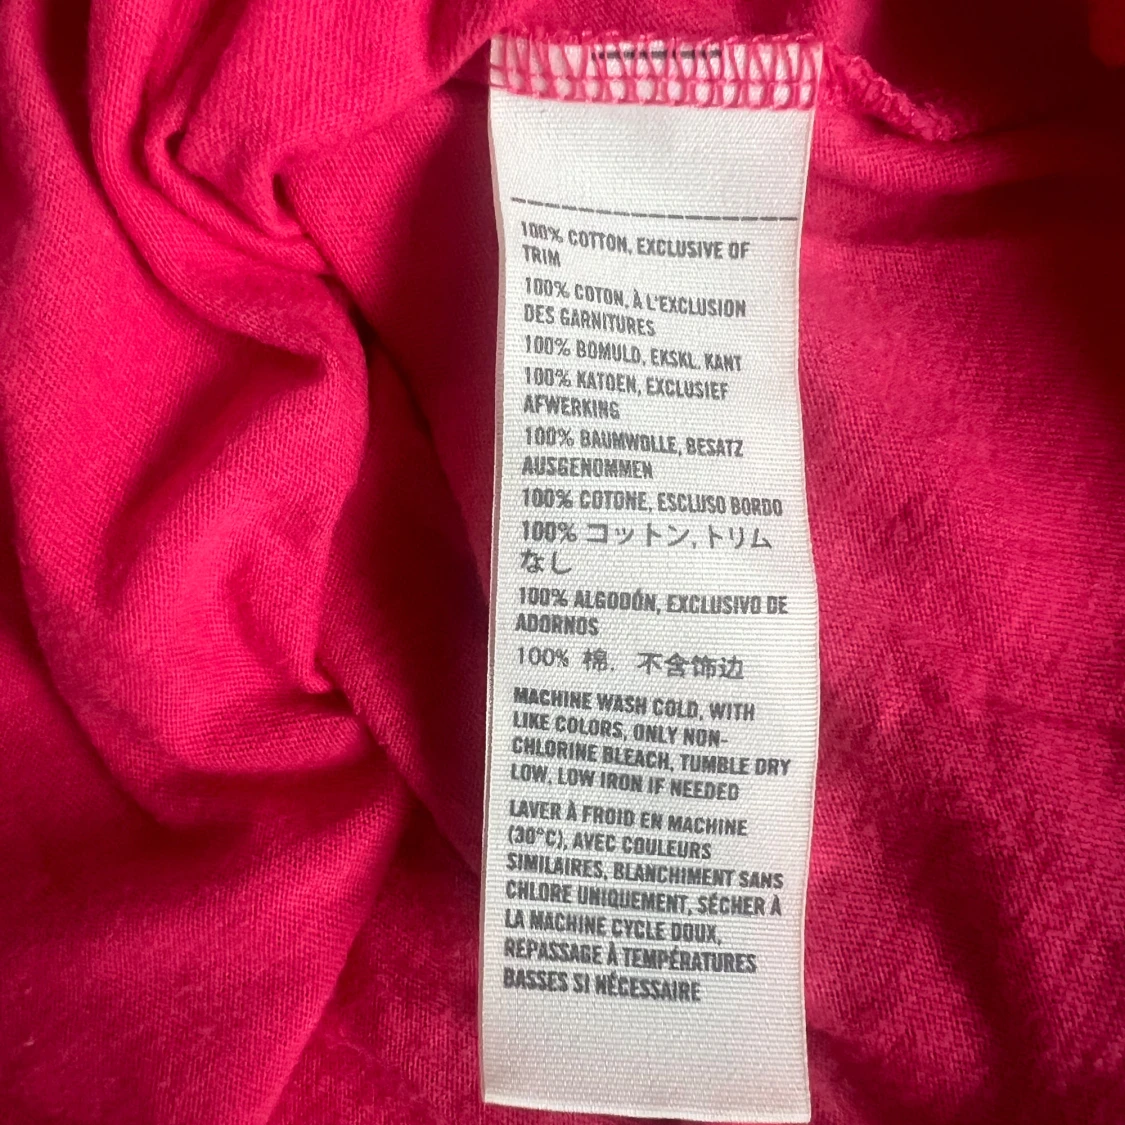 100% COTTON, EXCLUSIVE OF
TRIM
100% COTON, À L'EXCLUSION
DES GARNITURES
100% BOMULD, EKSKL. KANT
100% KATOEN, EXCLUSIEF
AFWERKING
100% BAUMWOLLE, BESATZ
AUSGENOMMEN
100% COTONE, ESCLUSO BORDO
100% コットン, トリム
なし
100% ALGODÓN, EXCLUSIVO DE
ADORNOS
100% 棉. 不含饰边
MACHINE WASH COLD, WITH
LIKE COLORS, ONLY NON-
CHLORINE BLEACH, TUMBLE DRY
LOW, LOW IRON IF NEEDED
LAVER À FROID EN MACHINE
(30°C), AVEC COULEURS
SIMILAIRES, BLANCHIMENT SANS
CHLORE UNIQUEMENT, SÉCHER À
LA MACHINE CYCLE DOUX,
REPASSAGE À TEMPÉRATURES
BASSES SI NÉCESSAIRE